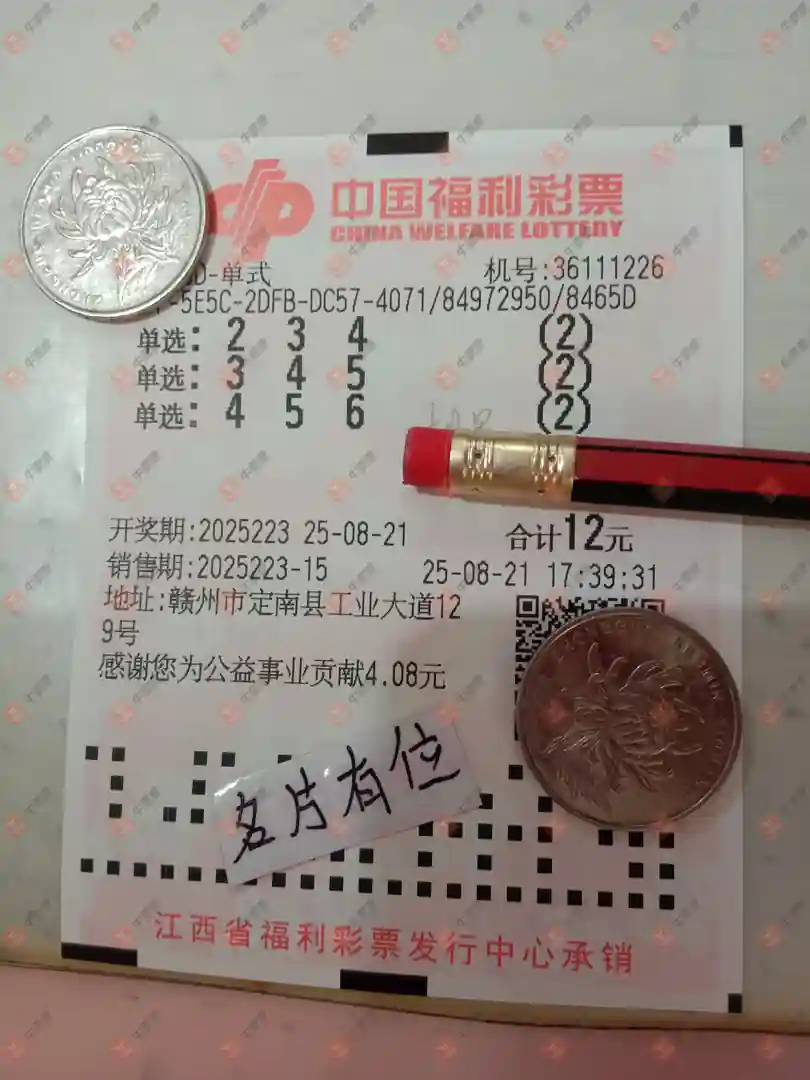 中国福利彩票
CHINA WELFARE LOTTERY
D-单式 机号:36111226
-5E5C-2DFB-DC57-4071/84972950/8465D
单选: 2 3 4 (2)
单选: 3 4 5 (2)
单选: 4 5 6 (2)
开奖期:2025223 25-08-21 合计12元
销售期:2025223-15 25-08-21 17:39:31
地址:赣州市定南县工业大道12
9号
感谢您为公益事业贡献4.08元
名片有位
江西省福利彩票发行中心承销